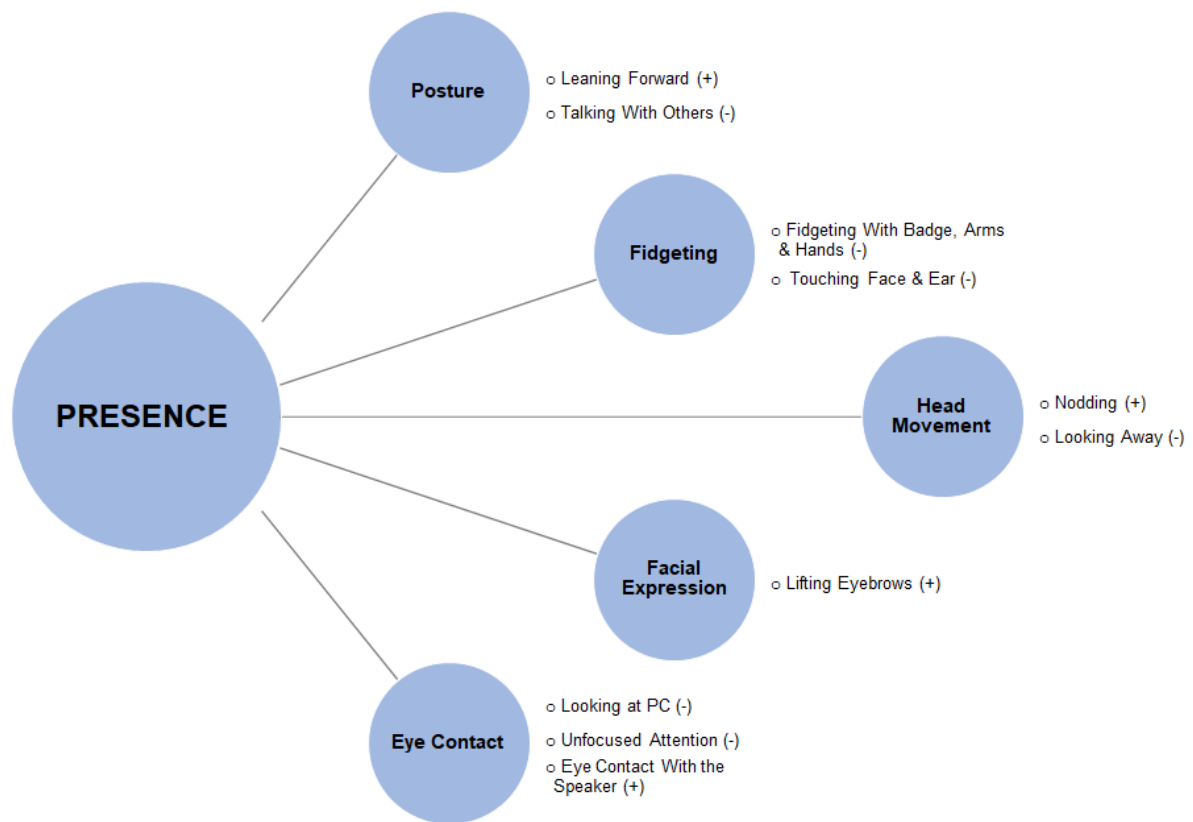 Posture
o Leaning Forward (+)
o Talking With Others (-)
Fidgeting
o Fidgeting With Badge, Arms
& Hands (-)
o Touching Face & Ear (-)
PRESENCE
Head
Movement
o Nodding (+)
o Looking Away (-)
Facial
Expression
o Lifting Eyebrows (+)
Eye Contact
o Looking at PC (-)
o Unfocused Attention (-)
o Eye Contact With the
Speaker (+)